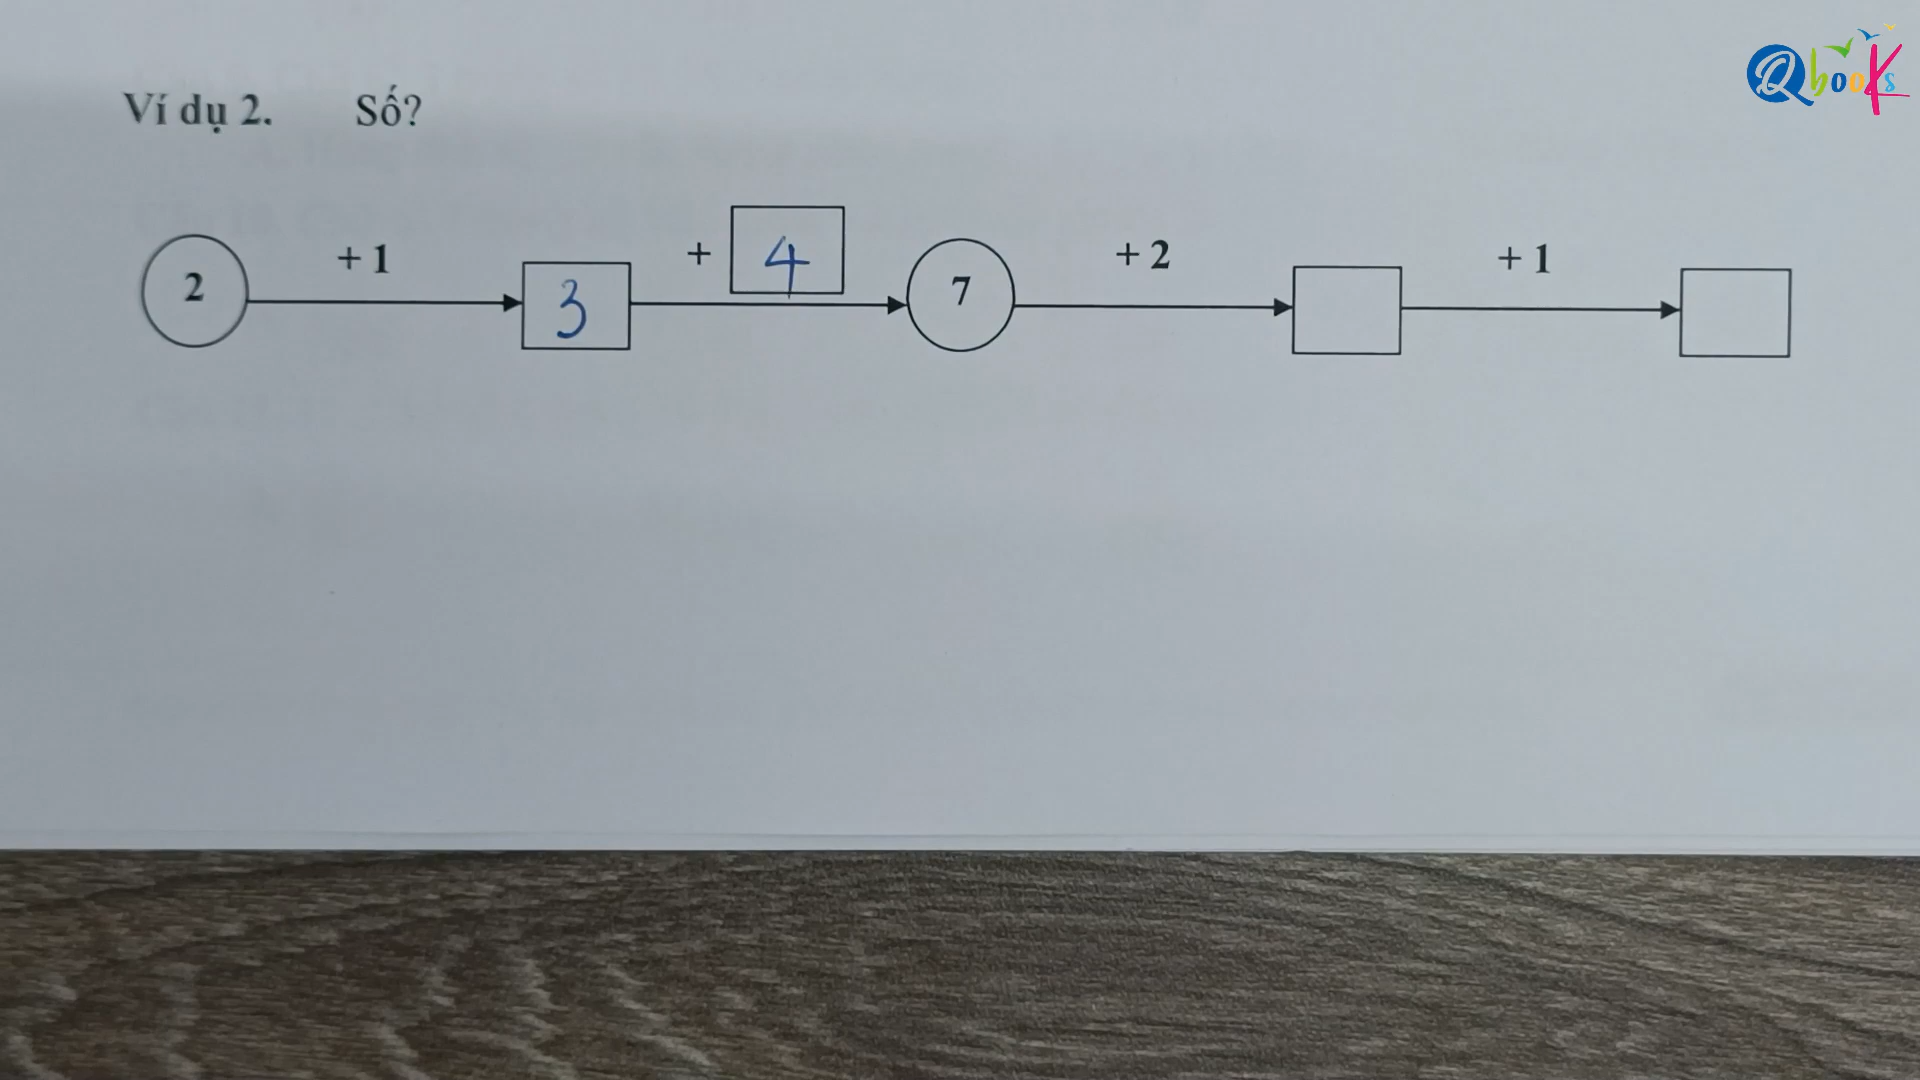 Qbooks
Ví dụ 2. Số?
2 + 1 3 + 4 7 + 2 + 1